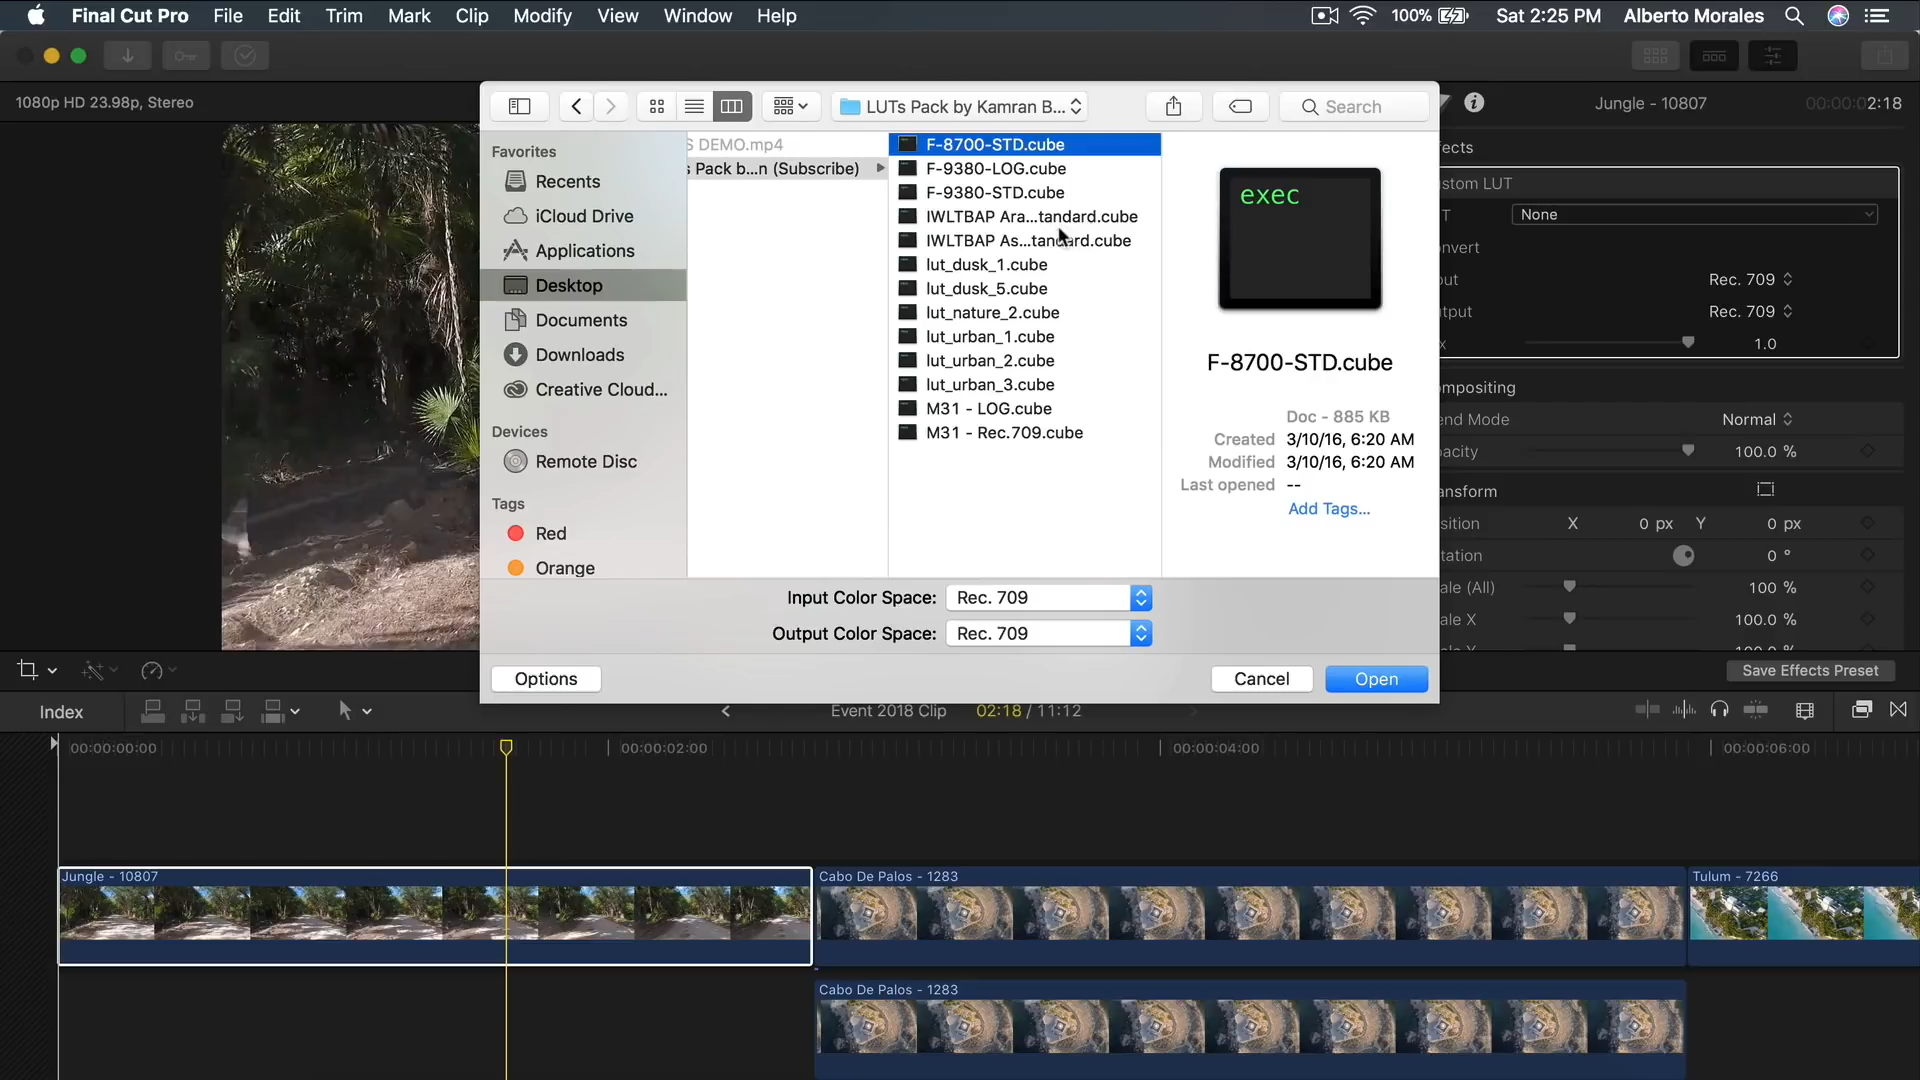 Final Cut Pro File Edit Trim Mark Clip Modify View Window Help 100% Sat 2:25 PM Alberto Morales
1080p HD 23.98p, Stereo
LUTs Pack by Kamran B... Search
Jungle - 10807 00:00:02:18
Favorites
Recents
iCloud Drive
Applications
Desktop
Documents
Downloads
Creative Cloud...
Devices
Remote Disc
Tags
Red
Orange
S DEMO.mp4
s Pack b...n (Subscribe)
F-8700-STD.cube
F-9380-LOG.cube
F-9380-STD.cube
IWLTBAP Ara...tandard.cube
IWLTBAP As...tandard.cube
lut_dusk_1.cube
lut_dusk_5.cube
lut_nature_2.cube
lut_urban_1.cube
lut_urban_2.cube
lut_urban_3.cube
M31 - LOG.cube
M31 - Rec.709.cube
exec
F-8700-STD.cube
Doc - 885 KB
Created 3/10/16, 6:20 AM
Modified 3/10/16, 6:20 AM
Last opened --
Add Tags...
Input Color Space: Rec. 709
Output Color Space: Rec. 709
Options Cancel Open
ects
stom LUT
T None
nvert
out Rec. 709
tput Rec. 709
x 1.0
ompositing
end Mode Normal
pacity 100.0 %
ansform
sition X 0 px Y 0 px
tation 0 °
ale (All) 100 %
ale X 100.0 %
Save Effects Preset
Index Event 2018 Clip 02:18 / 11:12
00:00:00:00 00:00:02:00 00:00:04:00 00:00:06:00
Jungle - 10807 Cabo De Palos - 1283 Tulum - 7266
Cabo De Palos - 1283